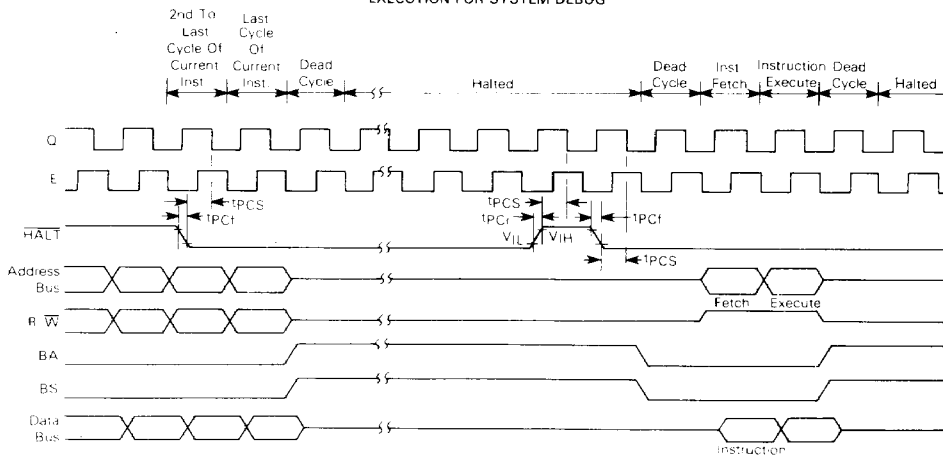 EXECUTION FOR SYSTEM DEBUG
2nd To
Last
Cycle Of
Current
Inst
Last
Cycle
Of
Current
Inst.
Dead
Cycle
Halted
Dead
Cycle
Inst
Fetch
Instruction
Execute
Dead
Cycle
Halted
Q
E
tPCS
tPCf
tPCS
tPCr
tPCf
HALT
VIL
VIH
tPCS
Address
Bus
Fetch
Execute
R W
BA
BS
Data
Bus
Instruction